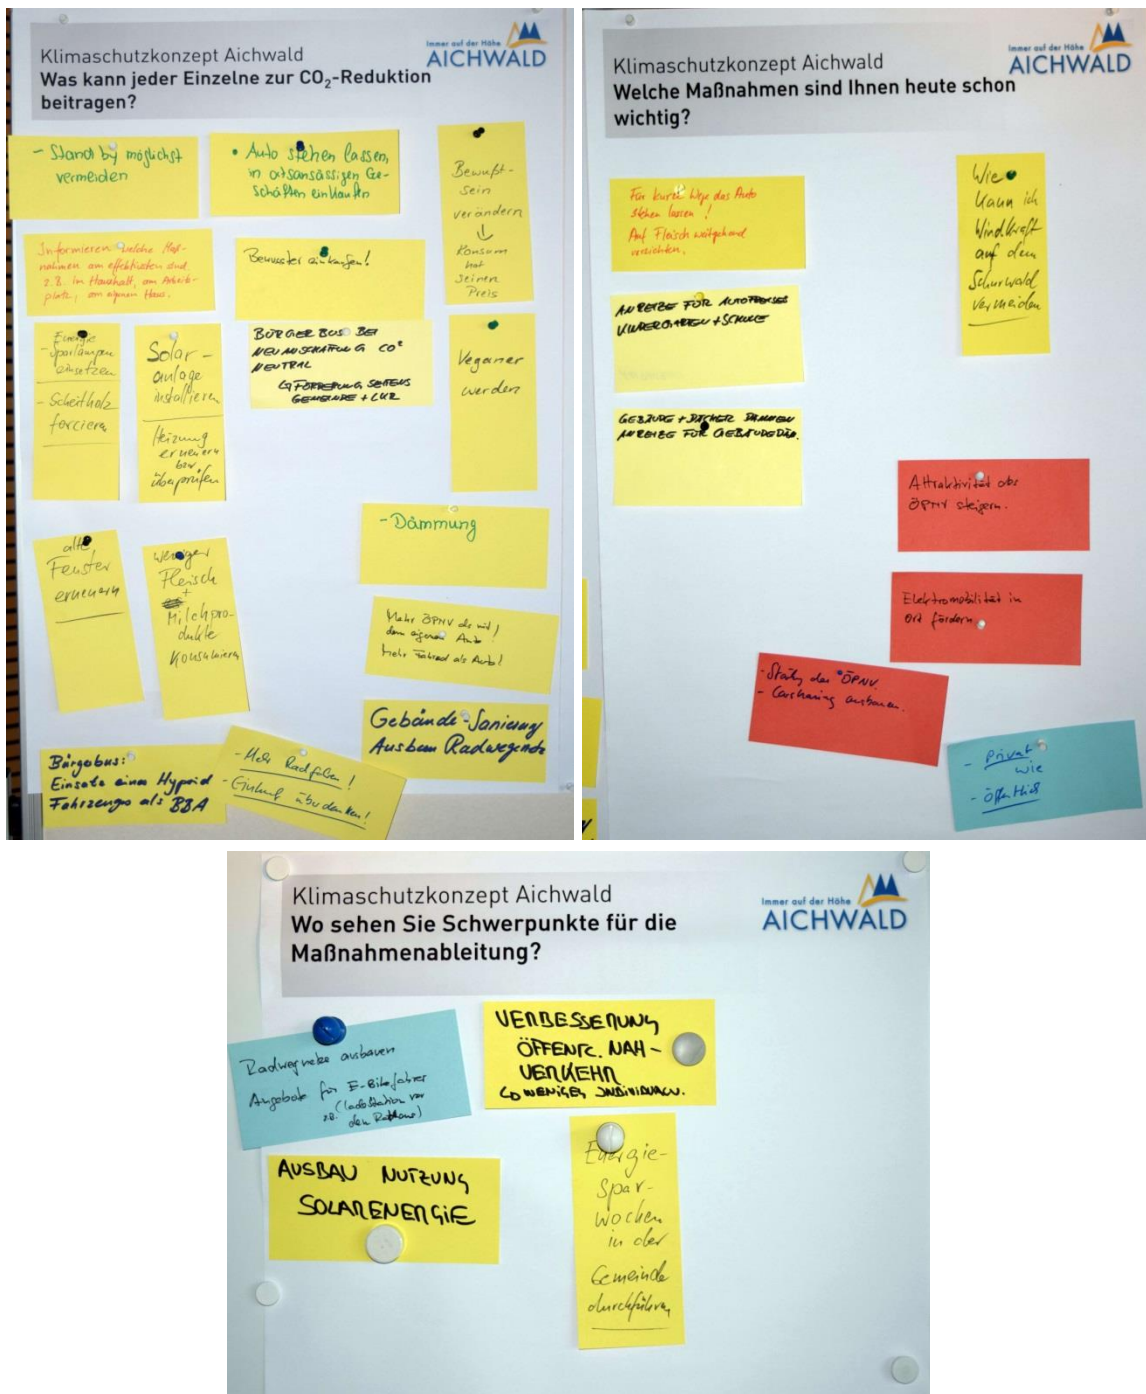 Klimaschutzkonzept Aichwald
Was kann jeder Einzelne zur CO₂-Reduktion
beitragen?
Immer auf der Höhe
AICHWALD
- Stand by möglichst
vermeiden
• Auto stehen lassen,
in ortsansässigen Ge-
schäften einkaufen
Bewußt-
sein
verändern
↓
Konsum
hat
seinen
Preis
Informieren welche Maß-
nahmen am effektivsten sind
z.B. im Haushalt, am Arbeits-
platz, am eigenen Haus.
Bewusster einkaufen!
Energie
- sparlampen
einsetzen
- Scheitholz
forcieren
Solar-
anlage
installieren
Heizung
erneuern
bzw
überprüfen
BÜRGERBUS BEI
NEUANSCHAFFUNG CO²
NEUTRAL
↳ FÖRDERUNG SEITENS
GEMEINDE + LKR
Veganer
werden
alte
Fenster
erneuern
weniger
Fleisch
+
Milchpro-
dukte
konsumieren
- Dämmung
Mehr ÖPNV als mit
dem eigenen Auto!
Mehr Fahrrad als Auto!
Gebäude-Sanierung
Ausbau Radwegenetz
Bürgebus:
Einsatz eines Hyprid
Fahrzeugs als BBA
- Mehr Radfahren!
- überdenken!
Klimaschutzkonzept Aichwald
Welche Maßnahmen sind Ihnen heute schon
wichtig?
Immer auf der Höhe
AICHWALD
Für kurze Wege das Auto
stehen lassen!
Auf Fleisch weitgehend
verzichten.
Wie
kann ich
Windkraft
auf dem
Schurwald
vermeiden
ANREIZE FÜR AUTOFREIES
KINDERGARTEN + SCHULE
GEBÄUDE + DÄCHER DÄMMEN
ANREIZE FÜR GEBÄUDEDÄM.
Attraktivität des
ÖPNV steigern.
Elektromobilität in
Ort fördern
- Stärkg des ÖPNV.
- Carsharing ausbauen.
- Privat
wie
- öffentlich
Klimaschutzkonzept Aichwald
Wo sehen Sie Schwerpunkte für die
Maßnahmenableitung?
Immer auf der Höhe
AICHWALD
Radwegnetze ausbauen
Angebote für E-Bikefahrer
z.B. (Ladestation vor
dem Rathaus)
VERBESSERUNG
ÖFFENTL. NAH-
VERKEHR
↳ WENIGER INDIVIDUALV.
AUSBAU NUTZUNG
SOLARENERGIE
Energie-
spar-
wochen
in der
Gemeinde
durchführen